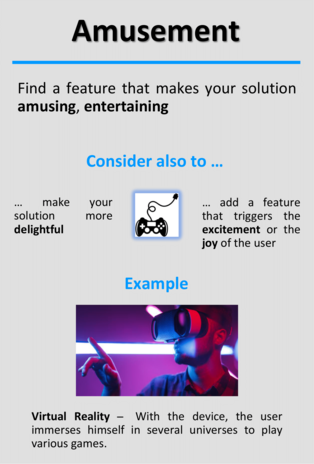 Amusement
Find a feature that makes your solution
amusing, entertaining
Consider also to ...
... make your
solution more
delightful
... add a feature
that triggers the
excitement or the
joy of the user
Example
Virtual Reality – With the device, the user
immerses himself in several universes to play
various games.